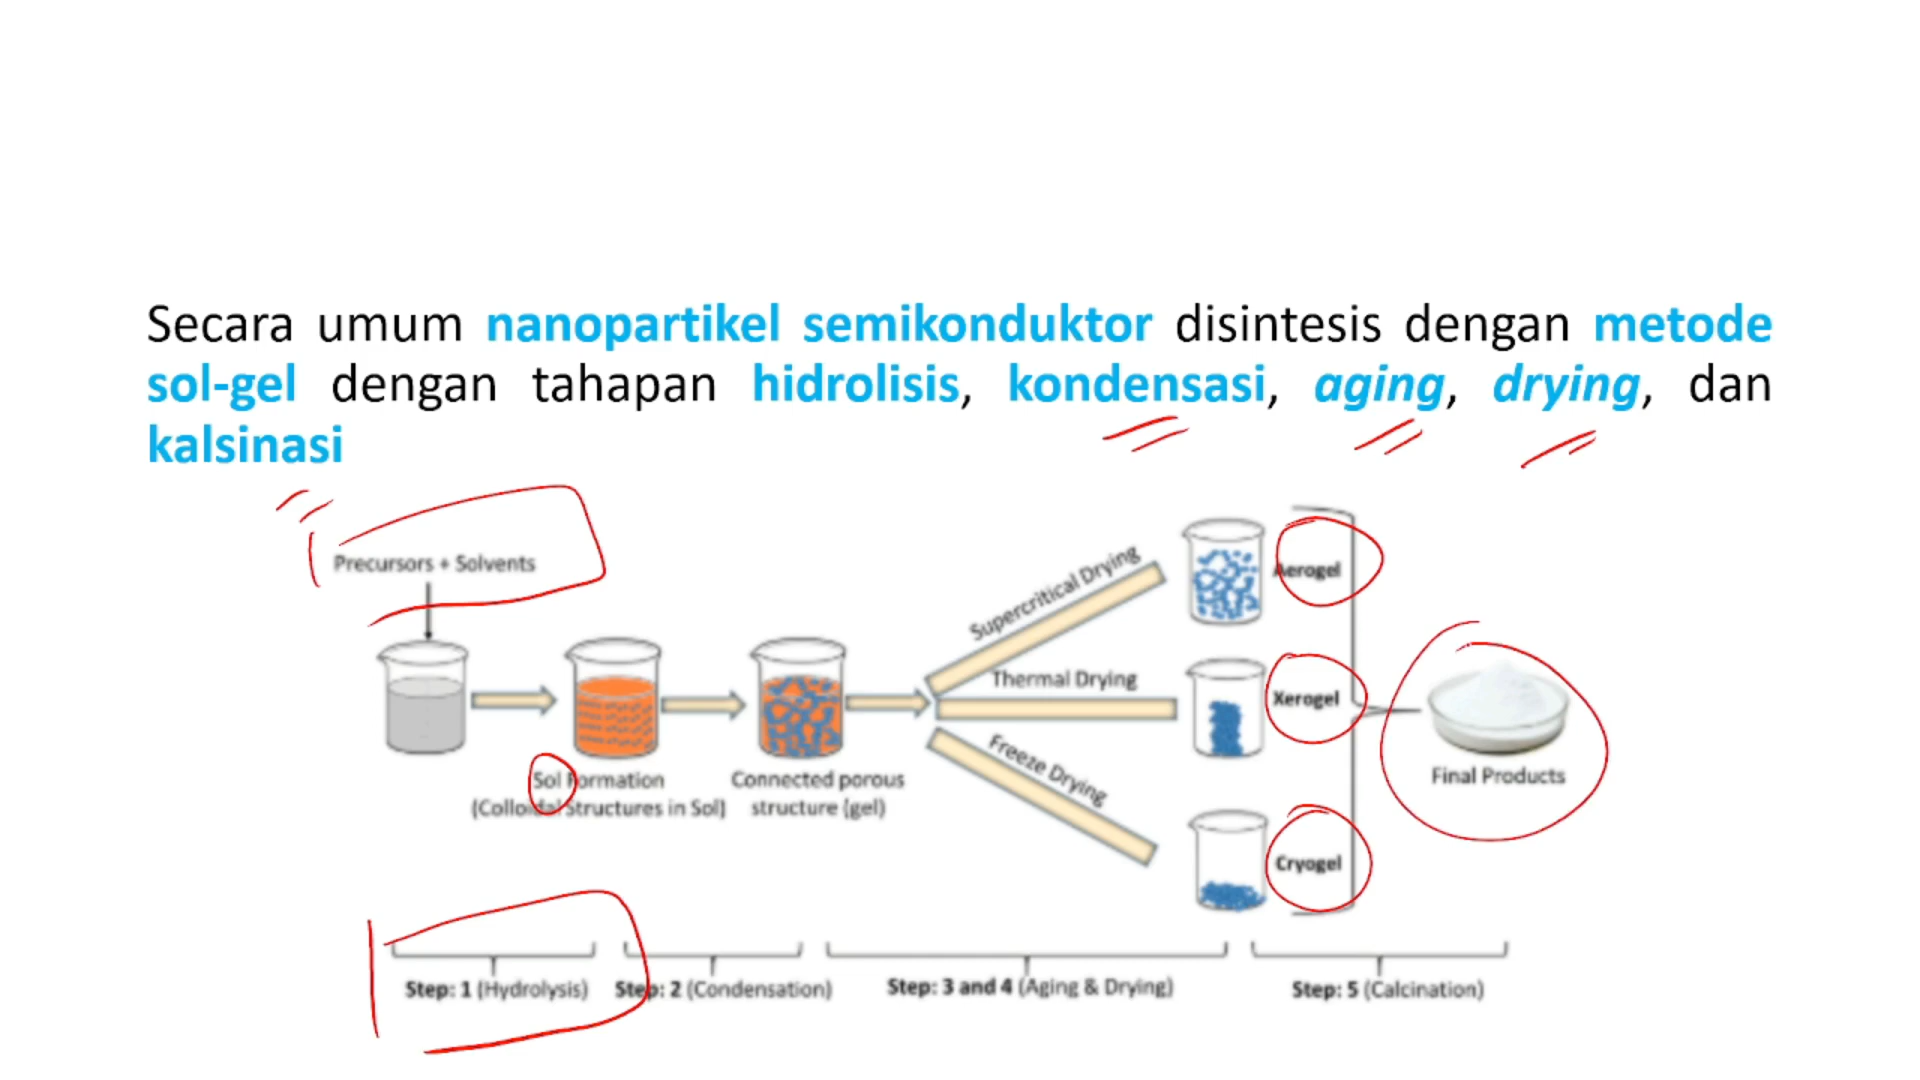 Secara umum nanopartikel semikonduktor disintesis dengan metode
sol-gel dengan tahapan hidrolisis, kondensasi, aging, drying, dan
kalsinasi
Precursors + Solvents
Sol Formation
(Colloidal Structures in Sol)
Connected porous
structure (gel)
Supercritical Drying
Thermal Drying
Freeze Drying
Aerogel
Xerogel
Cryogel
Final Products
Step: 1 (Hydrolysis)
Step: 2 (Condensation)
Step: 3 and 4 (Aging & Drying)
Step: 5 (Calcination)